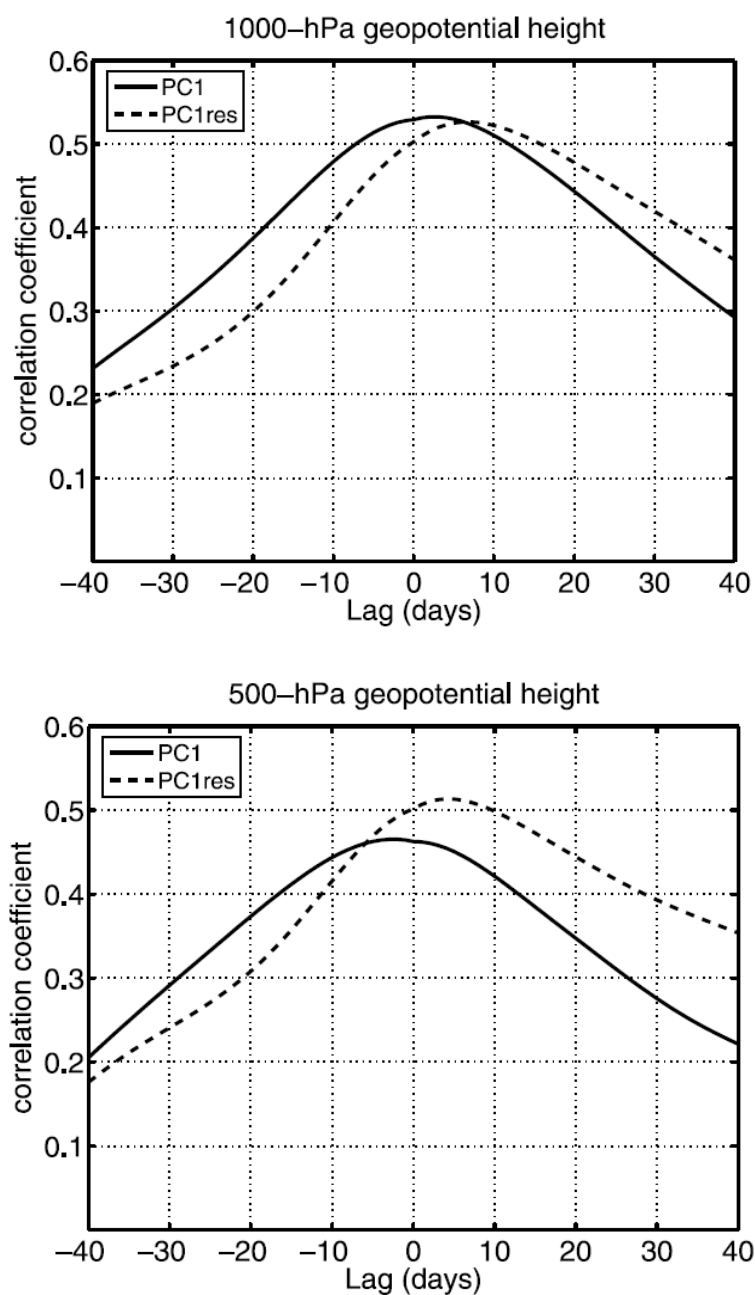 1000–hPa geopotential height
0.6
PC1
PC1res
0.5
0.4
0.3
0.2
0.1
correlation coefficient
−40 −30 −20 −10 0 10 20 30 40
Lag (days)
500–hPa geopotential height
0.6
PC1
PC1res
0.5
0.4
0.3
0.2
0.1
correlation coefficient
−40 −30 −20 −10 0 10 20 30 40
Lag (days)